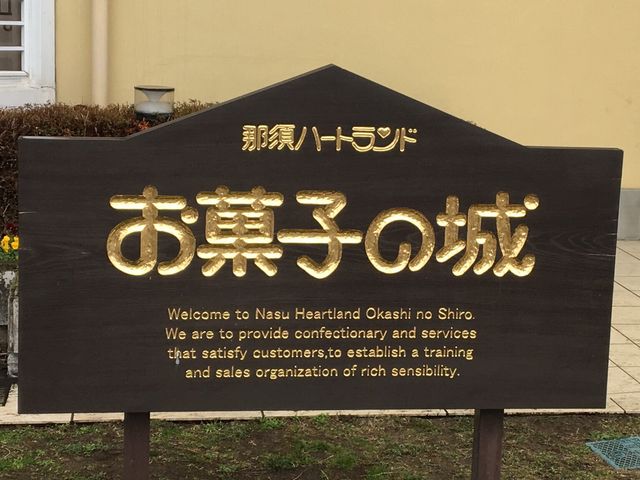 那須ハートランド
お菓子の城
Welcome to Nasu Heartland Okashi no Shiro.
We are to provide confectionary and services
that satisfy customers,to establish a training
and sales organization of rich sensibility.